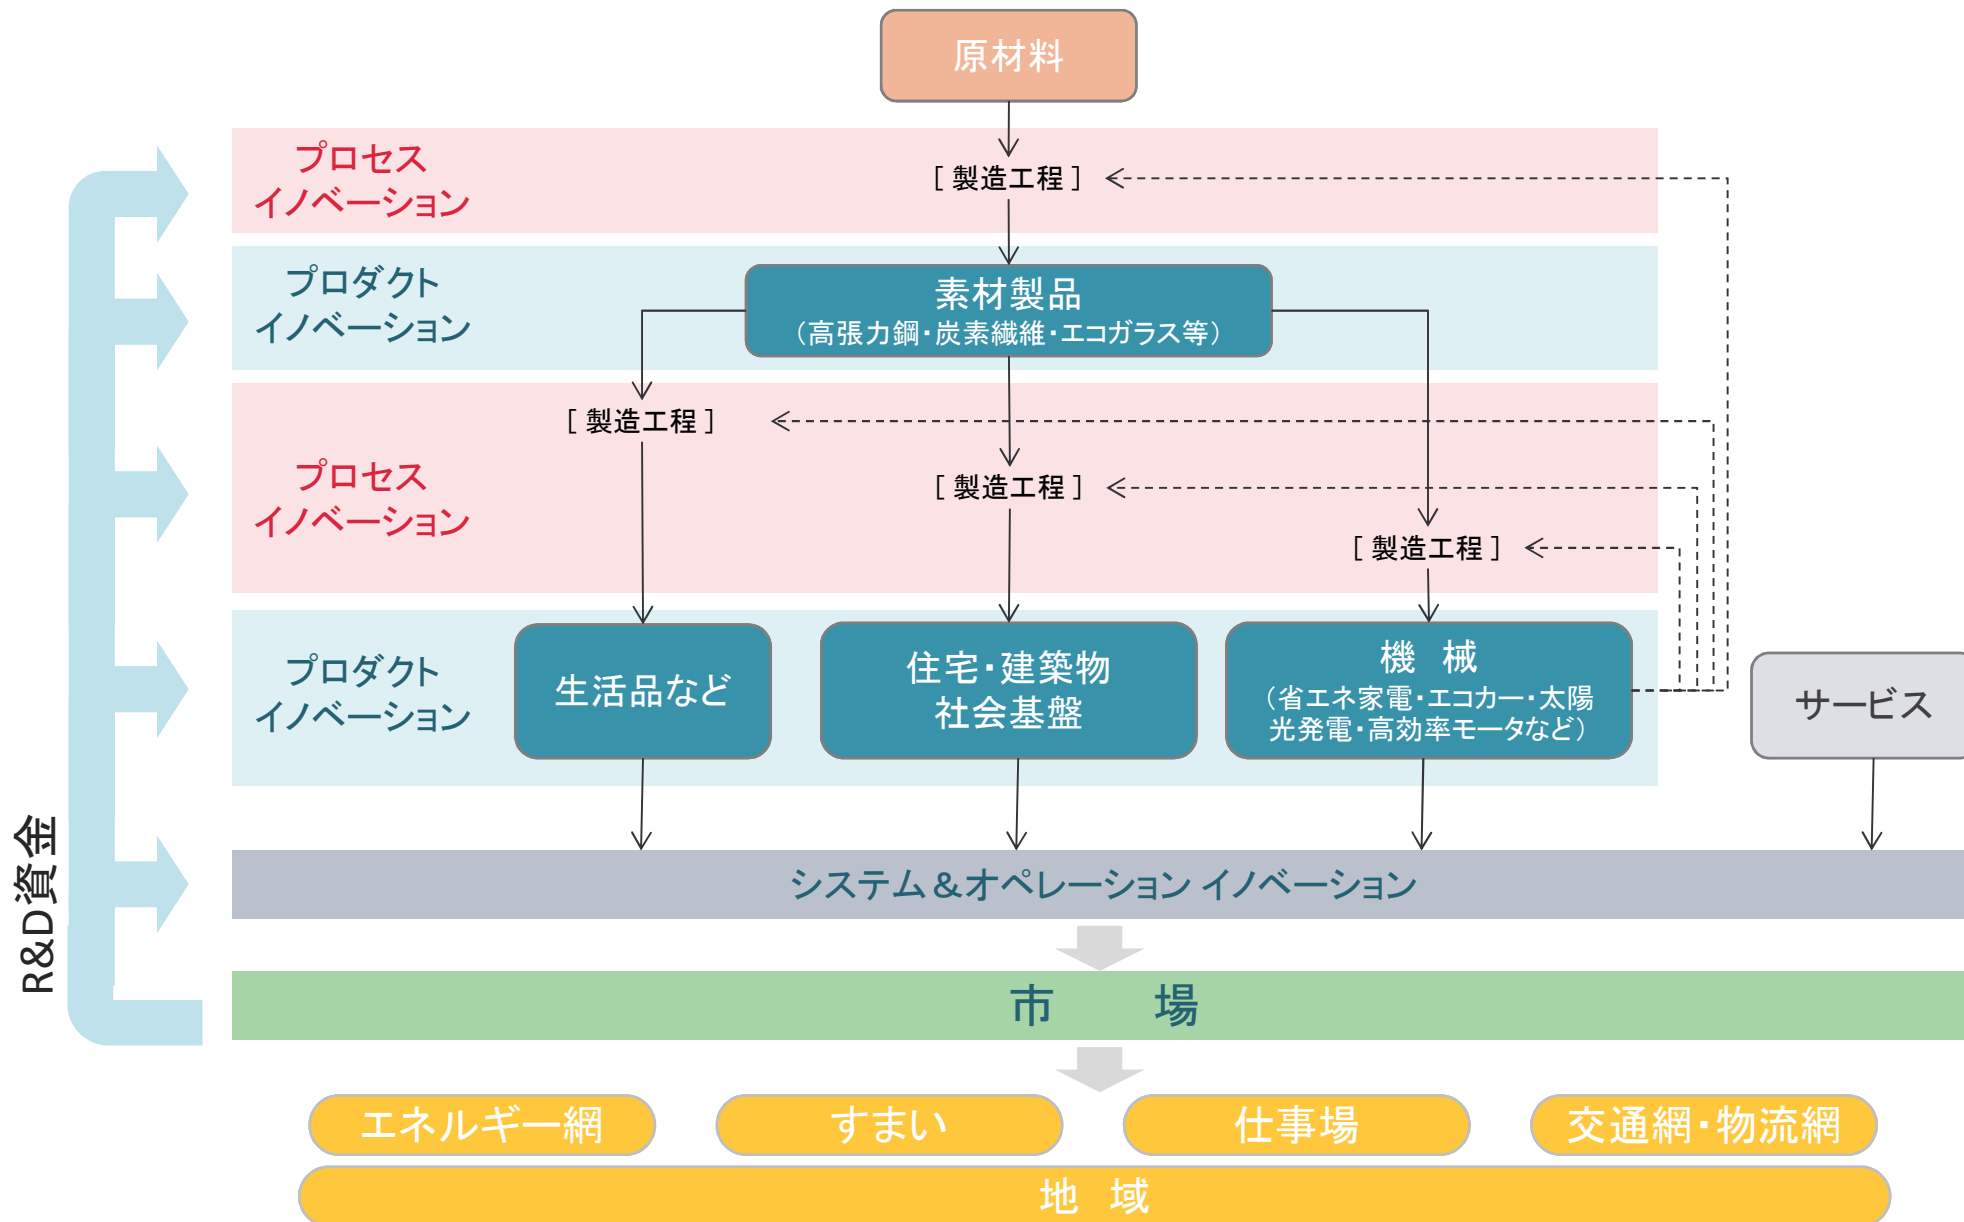 原材料
プロセス
イノベーション
[ 製造工程 ]
プロダクト
イノベーション
素材製品
（高張力鋼・炭素繊維・エコガラス等）
プロセス
イノベーション
[ 製造工程 ]
[ 製造工程 ]
[ 製造工程 ]
プロダクト
イノベーション
生活品など
住宅・建築物
社会基盤
機　械
（省エネ家電・エコカー・太陽
光発電・高効率モータなど）
サービス
R&D資金
システム＆オペレーション イノベーション
市　　場
エネルギー網
すまい
仕事場
交通網・物流網
地　域